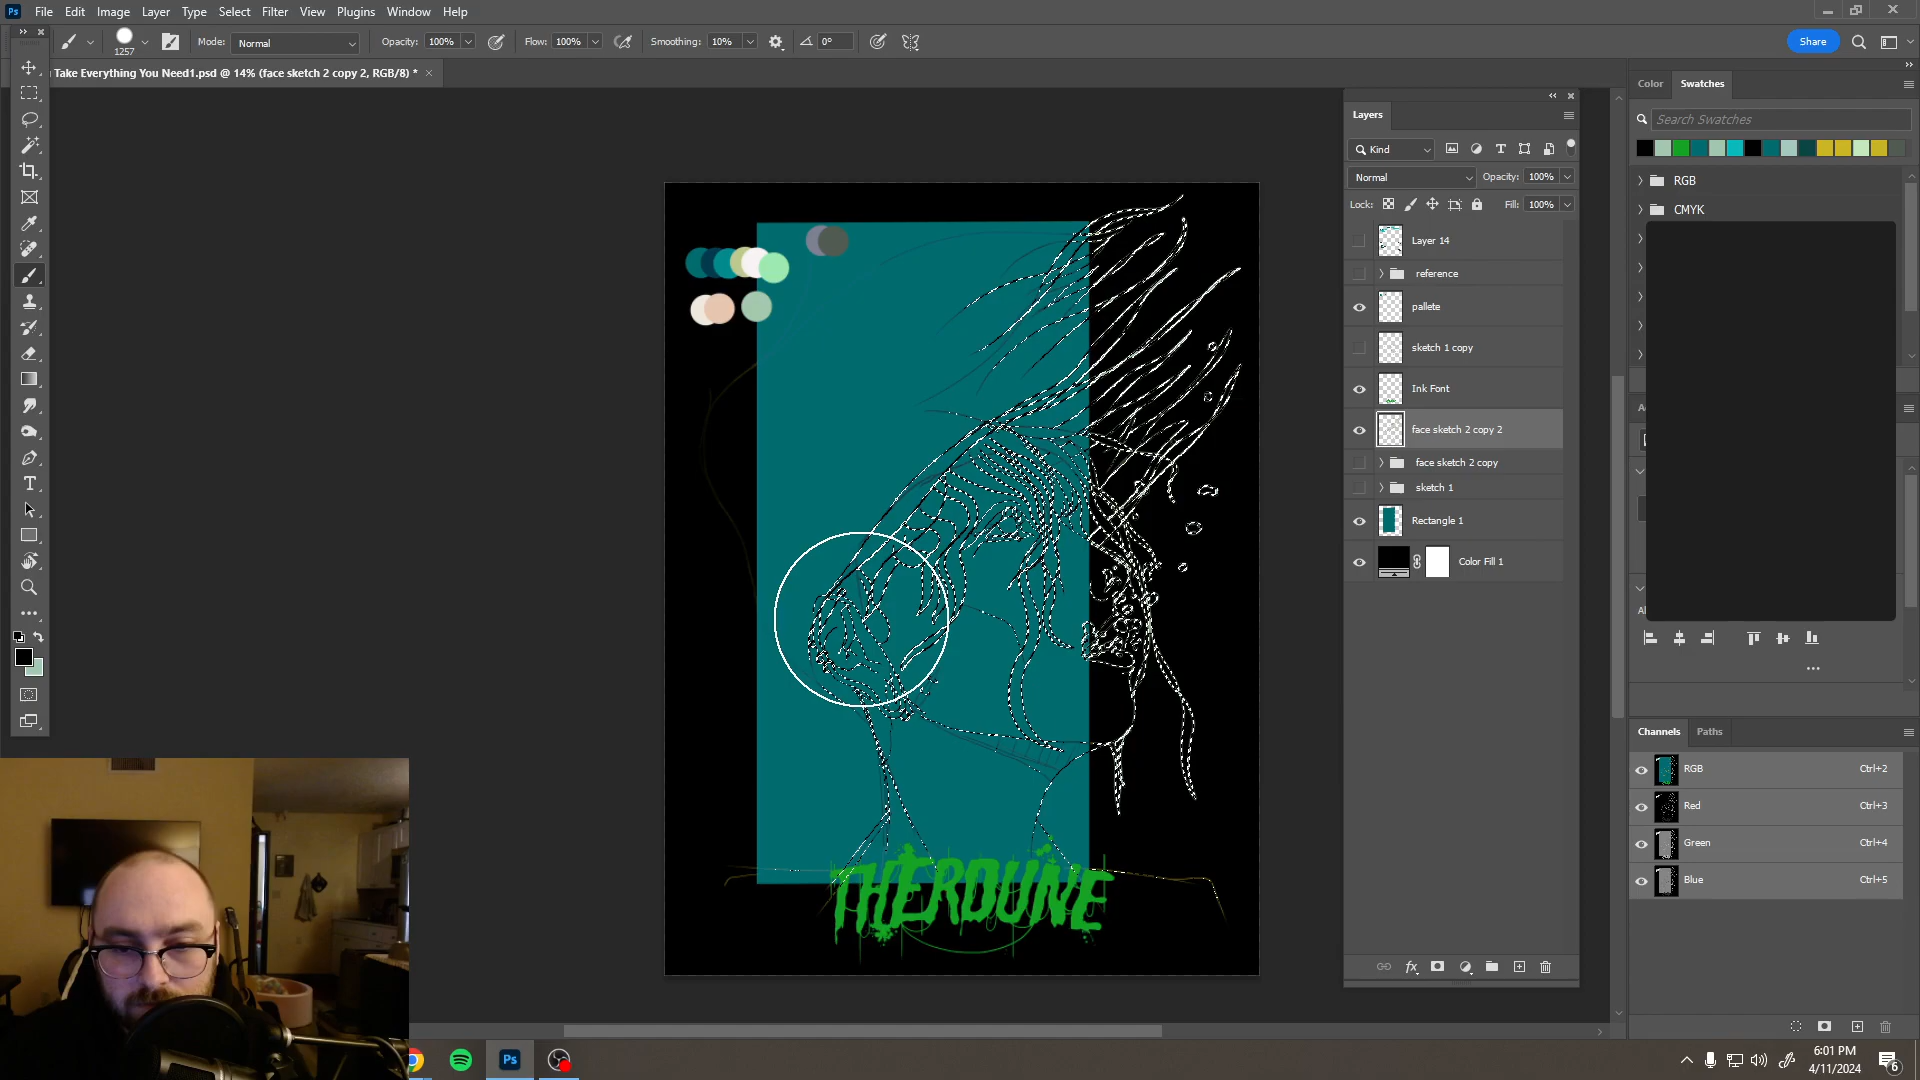 Ps File Edit Image Layer Type Select Filter View Plugins Window Help
1257 Mode: Normal Opacity: 100% Flow: 100% Smoothing: 10% 0° Share
Take Everything You Need1.psd @ 14% (face sketch 2 copy 2, RGB/8) *
Layers
Kind
Normal Opacity: 100%
Lock: Fill: 100%
Layer 14
reference
pallete
sketch 1 copy
Ink Font
face sketch 2 copy 2
face sketch 2 copy
sketch 1
Rectangle 1
Color Fill 1
fx
Color Swatches
Search Swatches
RGB
CMYK
Channels Paths
RGB Ctrl+2
Red Ctrl+3
Green Ctrl+4
Blue Ctrl+5
THERDUNE
Ps
6:01 PM
4/11/2024
6